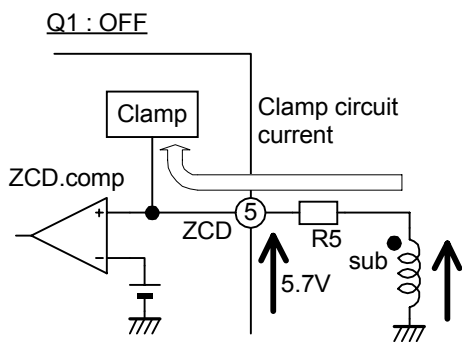 Q1 : OFF
Clamp
Clamp circuit
current
ZCD.comp
+
5
ZCD
R5
-
5.7V
sub